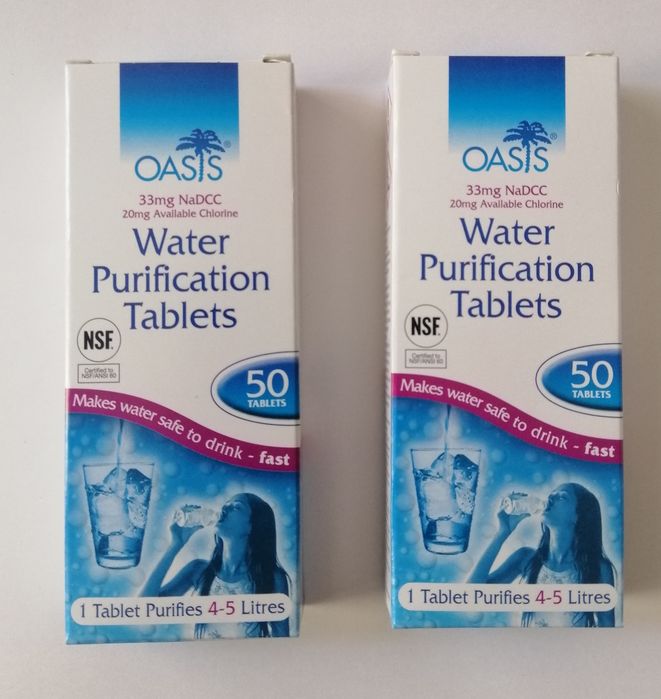 OASIS®
33mg NaDCC
20mg Available Chlorine
Water
Purification
Tablets
NSF
Certified to
NSF/ANSI 60
50
TABLETS
Makes water safe to drink - fast
1 Tablet Purifies 4-5 Litres
OASIS®
33mg NaDCC
20mg Available Chlorine
Water
Purification
Tablets
NSF
Certified to
NSF/ANSI 60
50
TABLETS
Makes water safe to drink - fast
1 Tablet Purifies 4-5 Litres